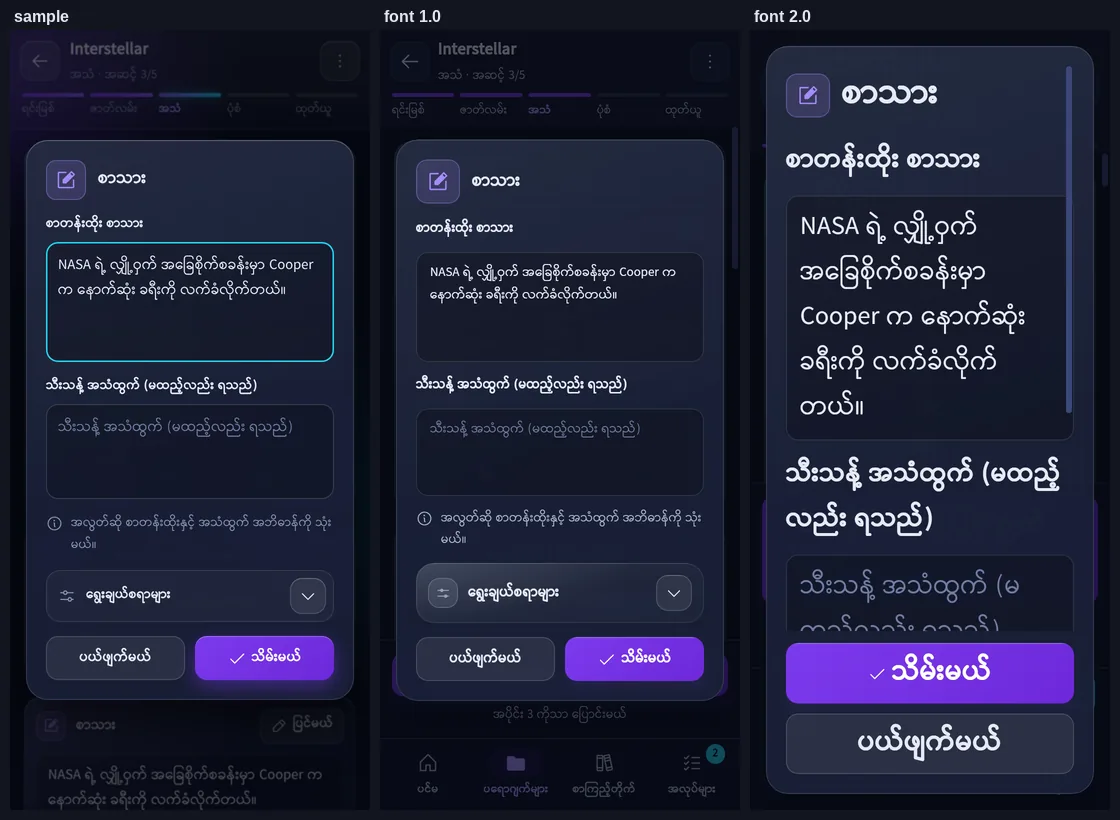 sample
Interstellar
အသံ · အဆင့် 3/5
ရင်းမြစ် ဇာတ်လမ်း အသံ ပုံစံ ထုတ်ယူ
စာသား
စာတန်းထိုး စာသား
NASA ရဲ့ လျှို့ဝှက် အခြေစိုက်စခန်းမှာ Cooper
က နောက်ဆုံး ခရီးကို လက်ခံလိုက်တယ်။
သီးသန့် အသံထွက် (မထည့်လည်း ရသည်)
သီးသန့် အသံထွက် (မထည့်လည်း ရသည်)
အလွတ်ဆို စာတန်းထိုးနှင့် အသံထွက် အဘိဓာန်ကို သုံး
မယ်။
ရွေးချယ်စရာများ
ပယ်ဖျက်မယ် သိမ်းမယ်
စာသား ပြင်မယ်
NASA ရဲ့ လျှို့ဝှက် အခြေစိုက်စခန်းမှာ Cooper က
နောက်ဆုံး ခရီးကို လက်ခံလိုက်တယ်။
font 1.0
Interstellar
အသံ · အဆင့် 3/5
ရင်းမြစ် ဇာတ်လမ်း အသံ ပုံစံ ထုတ်ယူ
စာသား
စာတန်းထိုး စာသား
NASA ရဲ့ လျှို့ဝှက် အခြေစိုက်စခန်းမှာ Cooper က
နောက်ဆုံး ခရီးကို လက်ခံလိုက်တယ်။
သီးသန့် အသံထွက် (မထည့်လည်း ရသည်)
သီးသန့် အသံထွက် (မထည့်လည်း ရသည်)
အလွတ်ဆို စာတန်းထိုးနှင့် အသံထွက် အဘိဓာန်ကို သုံး
မယ်။
ရွေးချယ်စရာများ
ပယ်ဖျက်မယ် သိမ်းမယ်
အပိုင်း 3 ကိုသာ ပြောင်းမယ်
2
ပင်မ ပရောဂျက်များ စာကြည့်တိုက် အလုပ်များ
font 2.0
စာသား
စာတန်းထိုး စာသား
NASA ရဲ့ လျှို့ဝှက်
အခြေစိုက်စခန်းမှာ
Cooper က နောက်ဆုံး
ခရီးကို လက်ခံလိုက်
တယ်။
သီးသန့် အသံထွက် (မထည့်
လည်း ရသည်)
သီးသန့် အသံထွက် (မ
သိမ်းမယ်
ပယ်ဖျက်မယ်